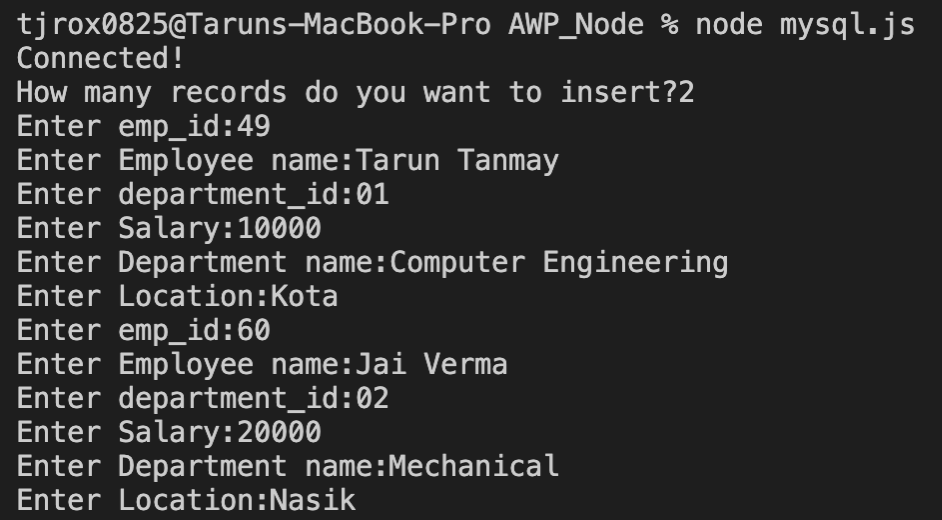 tjrox0825@Taruns-MacBook-Pro AWP_Node % node mysql.js
Connected!
How many records do you want to insert?2
Enter emp_id:49
Enter Employee name:Tarun Tanmay
Enter department_id:01
Enter Salary:10000
Enter Department name:Computer Engineering
Enter Location:Kota
Enter emp_id:60
Enter Employee name:Jai Verma
Enter department_id:02
Enter Salary:20000
Enter Department name:Mechanical
Enter Location:Nasik